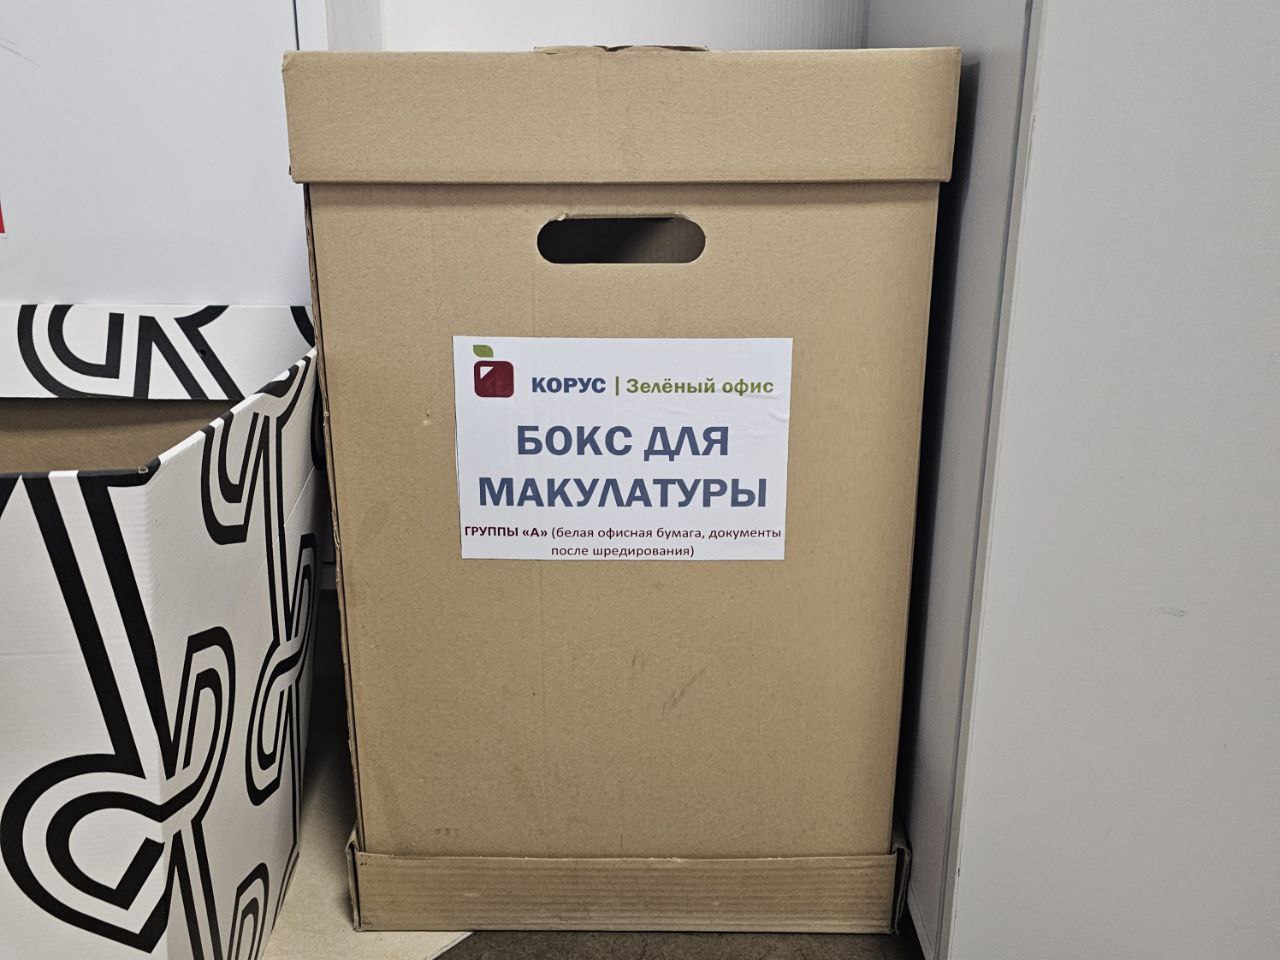 КОРУС | Зелёный офис
БОКС ДЛЯ
МАКУЛАТУРЫ
ГРУППЫ «А» (белая офисная бумага, документы
после шредирования)